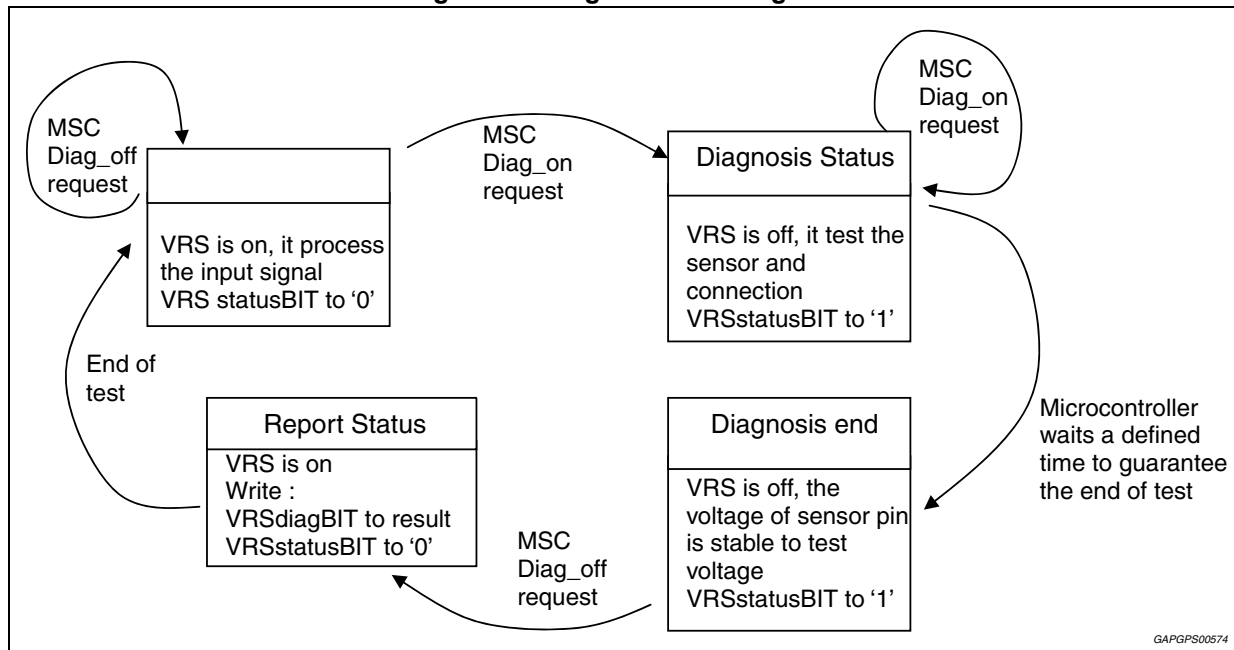 MSC
Diag_off
request
VRS is on, it process
the input signal
VRS statusBIT to ‘0’
MSC
Diag_on
request
Diagnosis Status
VRS is off, it test the
sensor and
connection
VRSstatusBIT to ‘1’
MSC
Diag_on
request
End of
test
Report Status
VRS is on
Write :
VRSdiagBIT to result
VRSstatusBIT to ‘0’
MSC
Diag_off
request
Diagnosis end
VRS is off, the
voltage of sensor pin
is stable to test
voltage
VRSstatusBIT to ‘1’
Microcontroller
waits a defined
time to guarantee
the end of test
GAPGPS00574